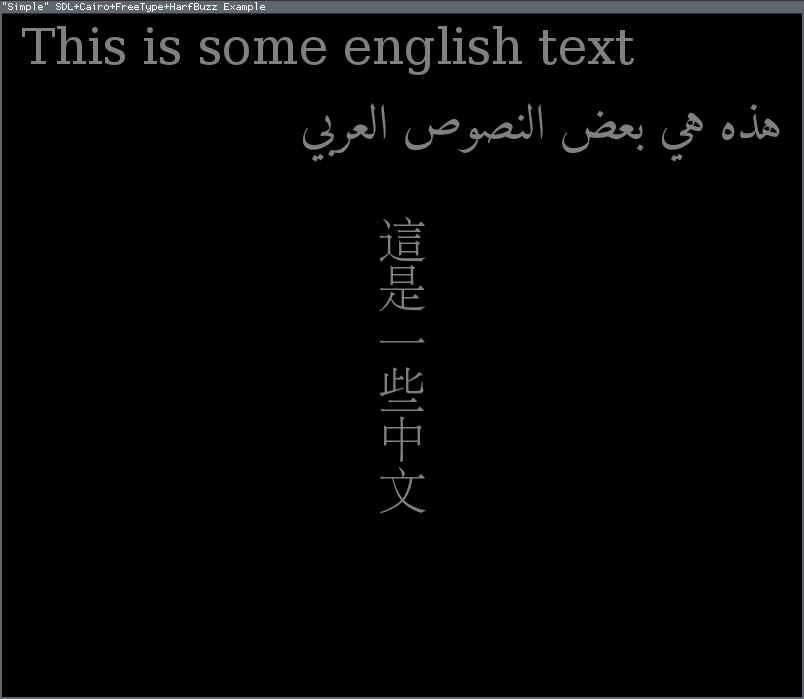 "Simple" SDL+Cairo+FreeType+HarfBuzz Example
This is some english text
هذه هي بعض النصوص العربي
這是一些中文